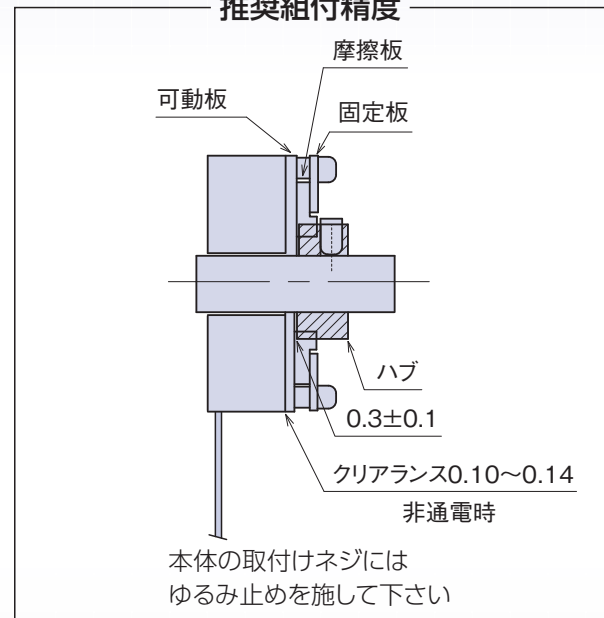 推奨組付精度
摩擦板
可動板
固定板
ハブ
0.3±0.1
クリアランス0.10〜0.14
非通電時
本体の取付けネジには
ゆるみ止めを施して下さい